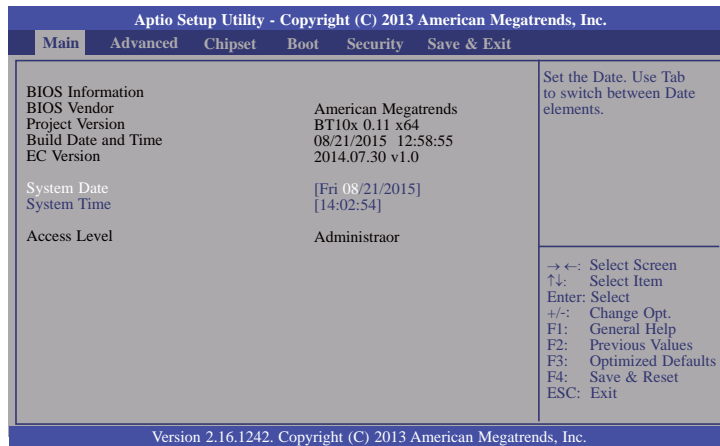 Aptio Setup Utility - Copyright (C) 2013 American Megatrends, Inc.
Main Advanced Chipset Boot Security Save & Exit
BIOS Information
BIOS Vendor American Megatrends
Project Version BT10x 0.11 x64
Build Date and Time 08/21/2015 12:58:55
EC Version 2014.07.30 v1.0
System Date [Fri 08/21/2015]
System Time [14:02:54]
Access Level Administraor
Set the Date. Use Tab
to switch between Date
elements.
→←: Select Screen
↑↓: Select Item
Enter: Select
+/-: Change Opt.
F1: General Help
F2: Previous Values
F3: Optimized Defaults
F4: Save & Reset
ESC: Exit
Version 2.16.1242. Copyright (C) 2013 American Megatrends, Inc.